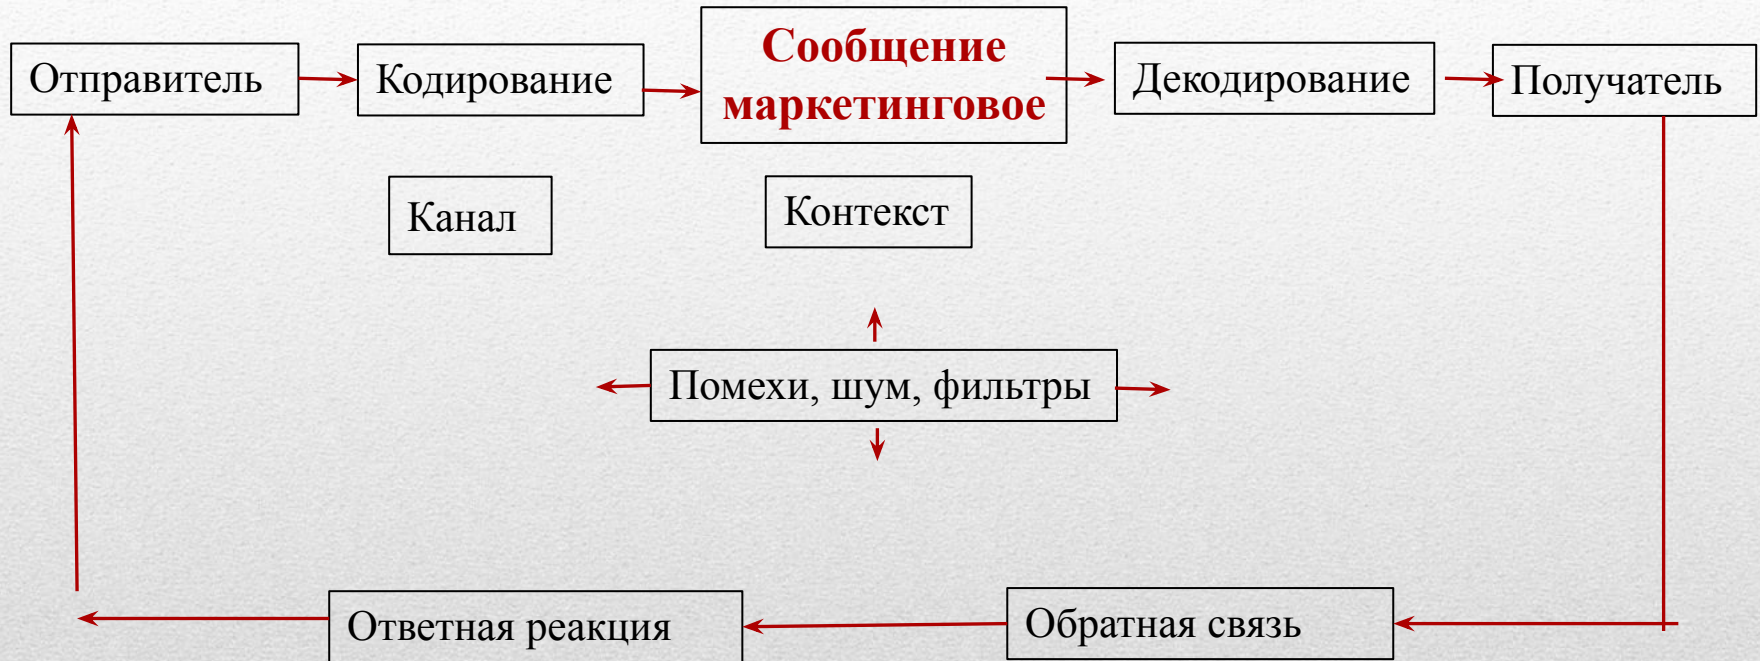 Отправитель
Кодирование
Сообщение
маркетинговое
Декодирование
Получатель
Канал
Контекст
Помехи, шум, фильтры
Ответная реакция
Обратная связь